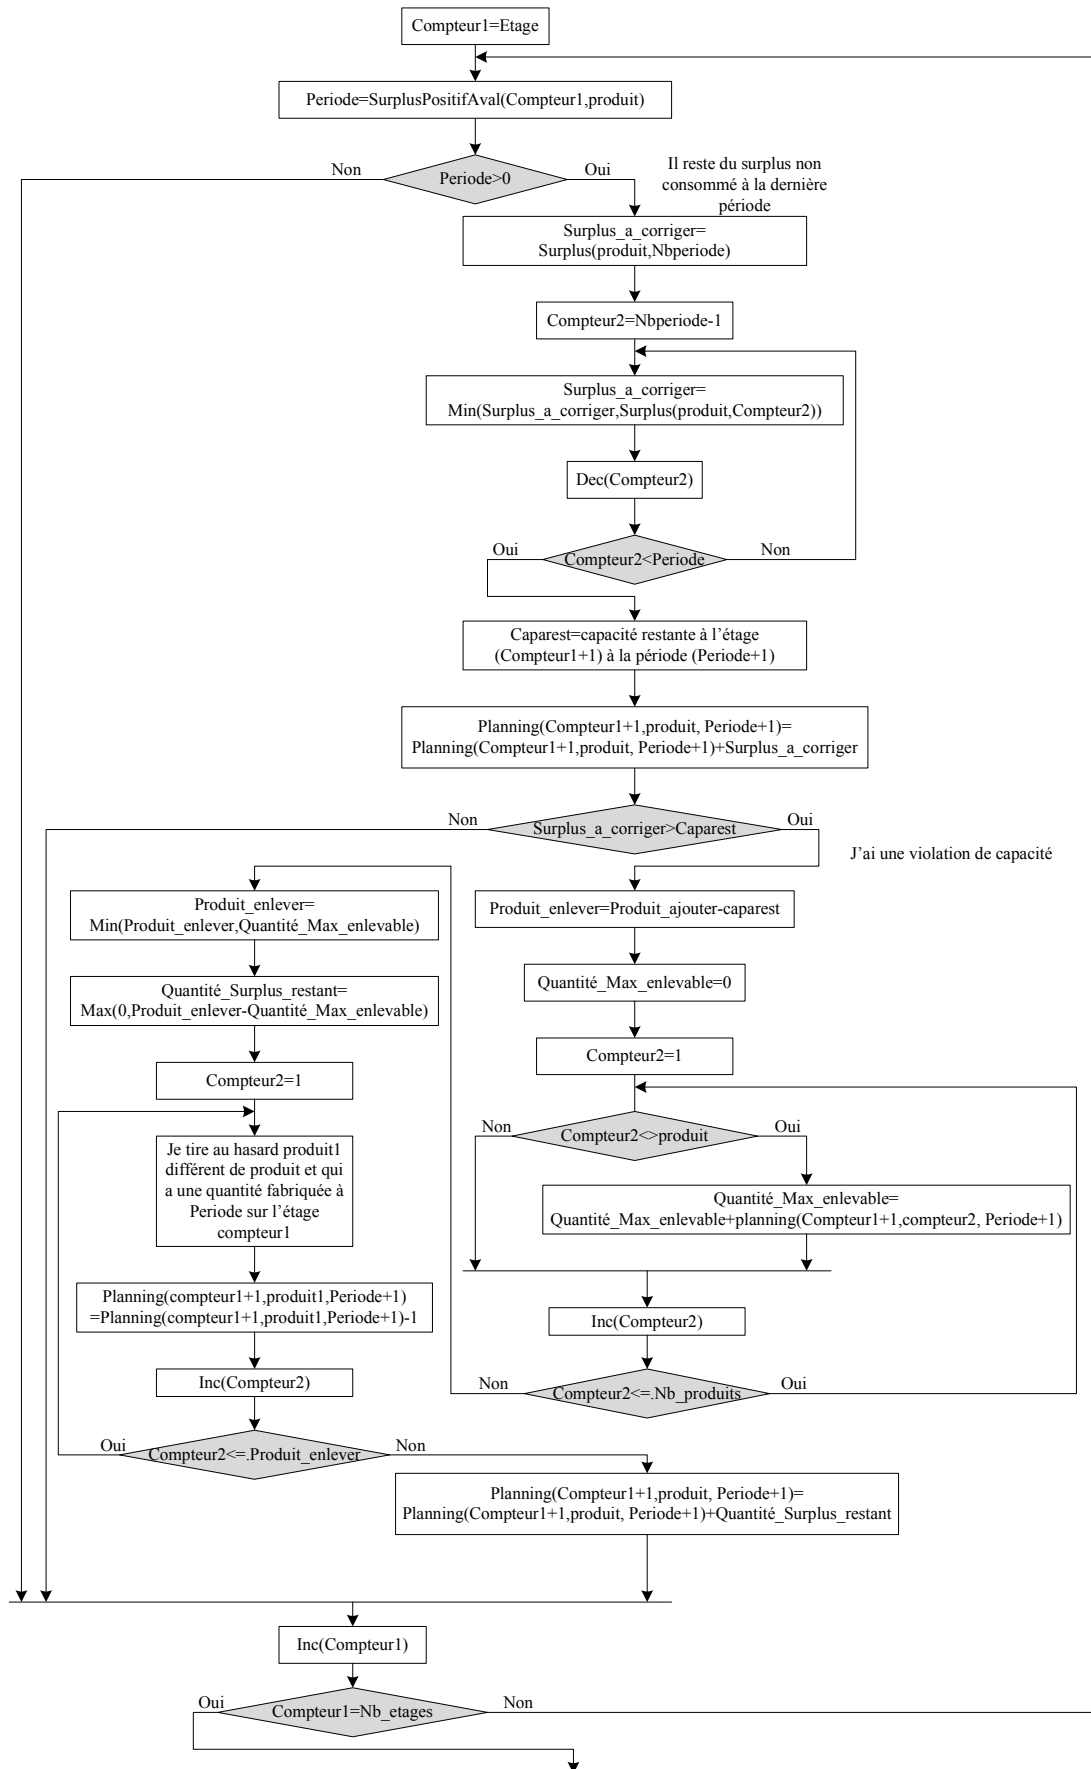 Compteur1=Etage
Periode=SurplusPositifAval(Compteur1,produit)
Non
Periode>0
Oui
Il reste du surplus non
consommé à la dernière
période
Surplus_a_corriger=
Surplus(produit,Nbperiode)
Compteur2=Nbperiode-1
Surplus_a_corriger=
Min(Surplus_a_corriger,Surplus(produit,Compteur2))
Dec(Compteur2)
Oui
Compteur2<Periode
Non
Caparest=capacité restante à l’étage
(Compteur1+1) à la période (Periode+1)
Planning(Compteur1+1,produit, Periode+1)=
Planning(Compteur1+1,produit, Periode+1)+Surplus_a_corriger
Non
Surplus_a_corriger>Caparest
Oui
J’ai une violation de capacité
Produit_enlever=Produit_ajouter-caparest
Quantité_Max_enlevable=0
Compteur2=1
Non
Compteur2<>produit
Oui
Quantité_Max_enlevable=
Quantité_Max_enlevable+planning(Compteur1+1,compteur2, Periode+1)
Inc(Compteur2)
Non
Compteur2<=.Nb_produits
Oui
Produit_enlever=
Min(Produit_enlever,Quantité_Max_enlevable)
Quantité_Surplus_restant=
Max(0,Produit_enlever-Quantité_Max_enlevable)
Compteur2=1
Je tire au hasard produit1
différent de produit et qui
a une quantité fabriquée à
Periode sur l’étage
compteur1
Planning(compteur1+1,produit1,Periode+1)
=Planning(compteur1+1,produit1,Periode+1)-1
Inc(Compteur2)
Oui
Compteur2<=.Produit_enlever
Non
Planning(Compteur1+1,produit, Periode+1)=
Planning(Compteur1+1,produit, Periode+1)+Quantité_Surplus_restant
Inc(Compteur1)
Oui
Compteur1=Nb_etages
Non